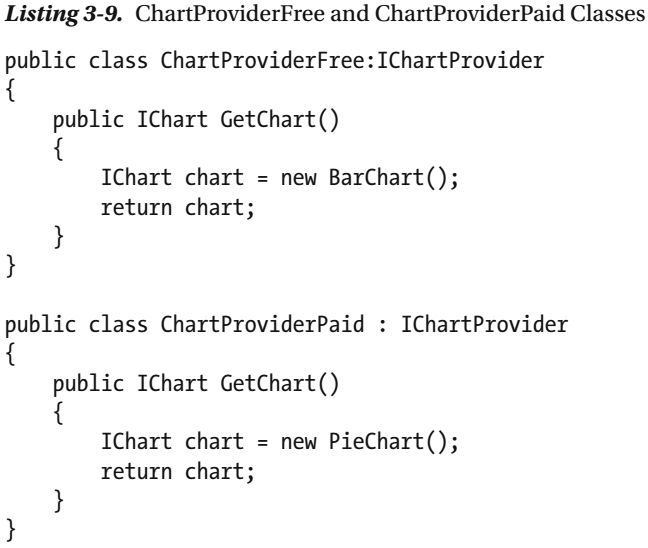 Listing 3-9. ChartProviderFree and ChartProviderPaid Classes
public class ChartProviderFree:IChartProvider
{
    public IChart GetChart()
    {
        IChart chart = new BarChart();
        return chart;
    }
}
public class ChartProviderPaid : IChartProvider
{
    public IChart GetChart()
    {
        IChart chart = new PieChart();
        return chart;
    }
}